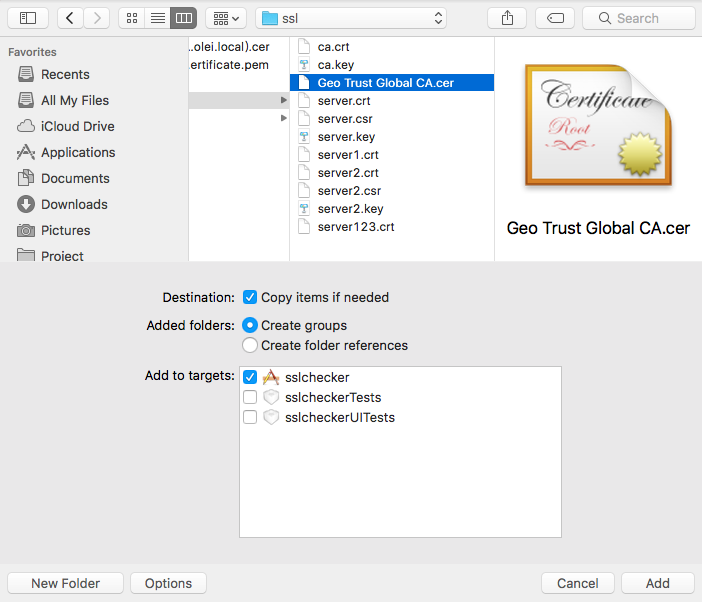 ssl
Search
Favorites
Recents
All My Files
iCloud Drive
Applications
Documents
Downloads
Pictures
Project
..olei.local).cer
.ertificate.pem
ca.crt
ca.key
Geo Trust Global CA.cer
server.crt
server.csr
server.key
server1.crt
server2.crt
server2.csr
server2.key
server123.crt
Certificate
Root
Geo Trust Global CA.cer
Destination: Copy items if needed
Added folders: Create groups
Create folder references
Add to targets: sslchecker
sslcheckerTests
sslcheckerUITests
New Folder Options Cancel Add